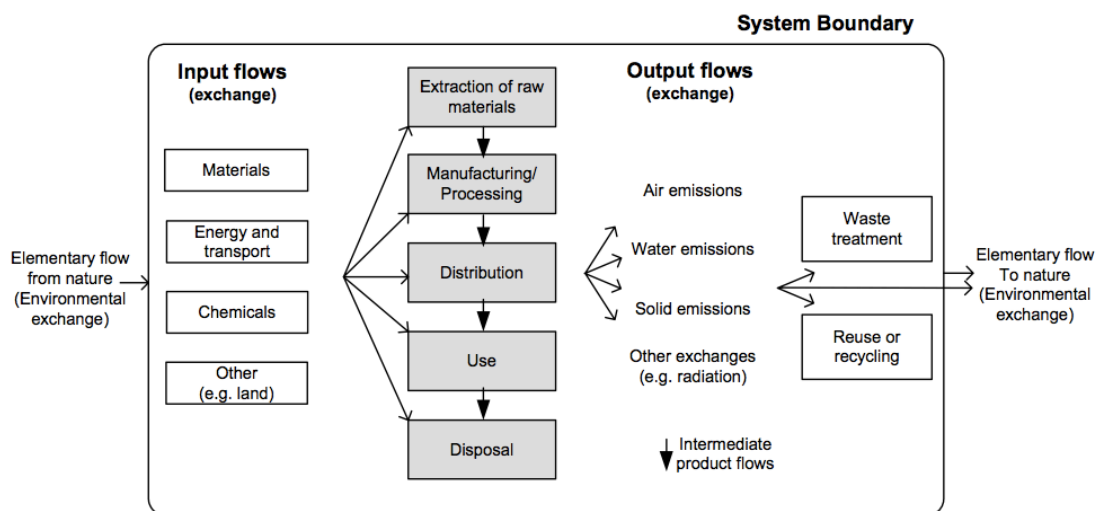 System Boundary
Input flows
(exchange)
Materials
Energy and
transport
Chemicals
Other
(e.g. land)
Elementary flow
from nature
(Environmental
exchange)
Extraction of raw
materials
Manufacturing/
Processing
Distribution
Use
Disposal
Output flows
(exchange)
Air emissions
Water emissions
Solid emissions
Other exchanges
(e.g. radiation)
Intermediate
product flows
Waste
treatment
Reuse or
recycling
Elementary flow
To nature
(Environmental
exchange)